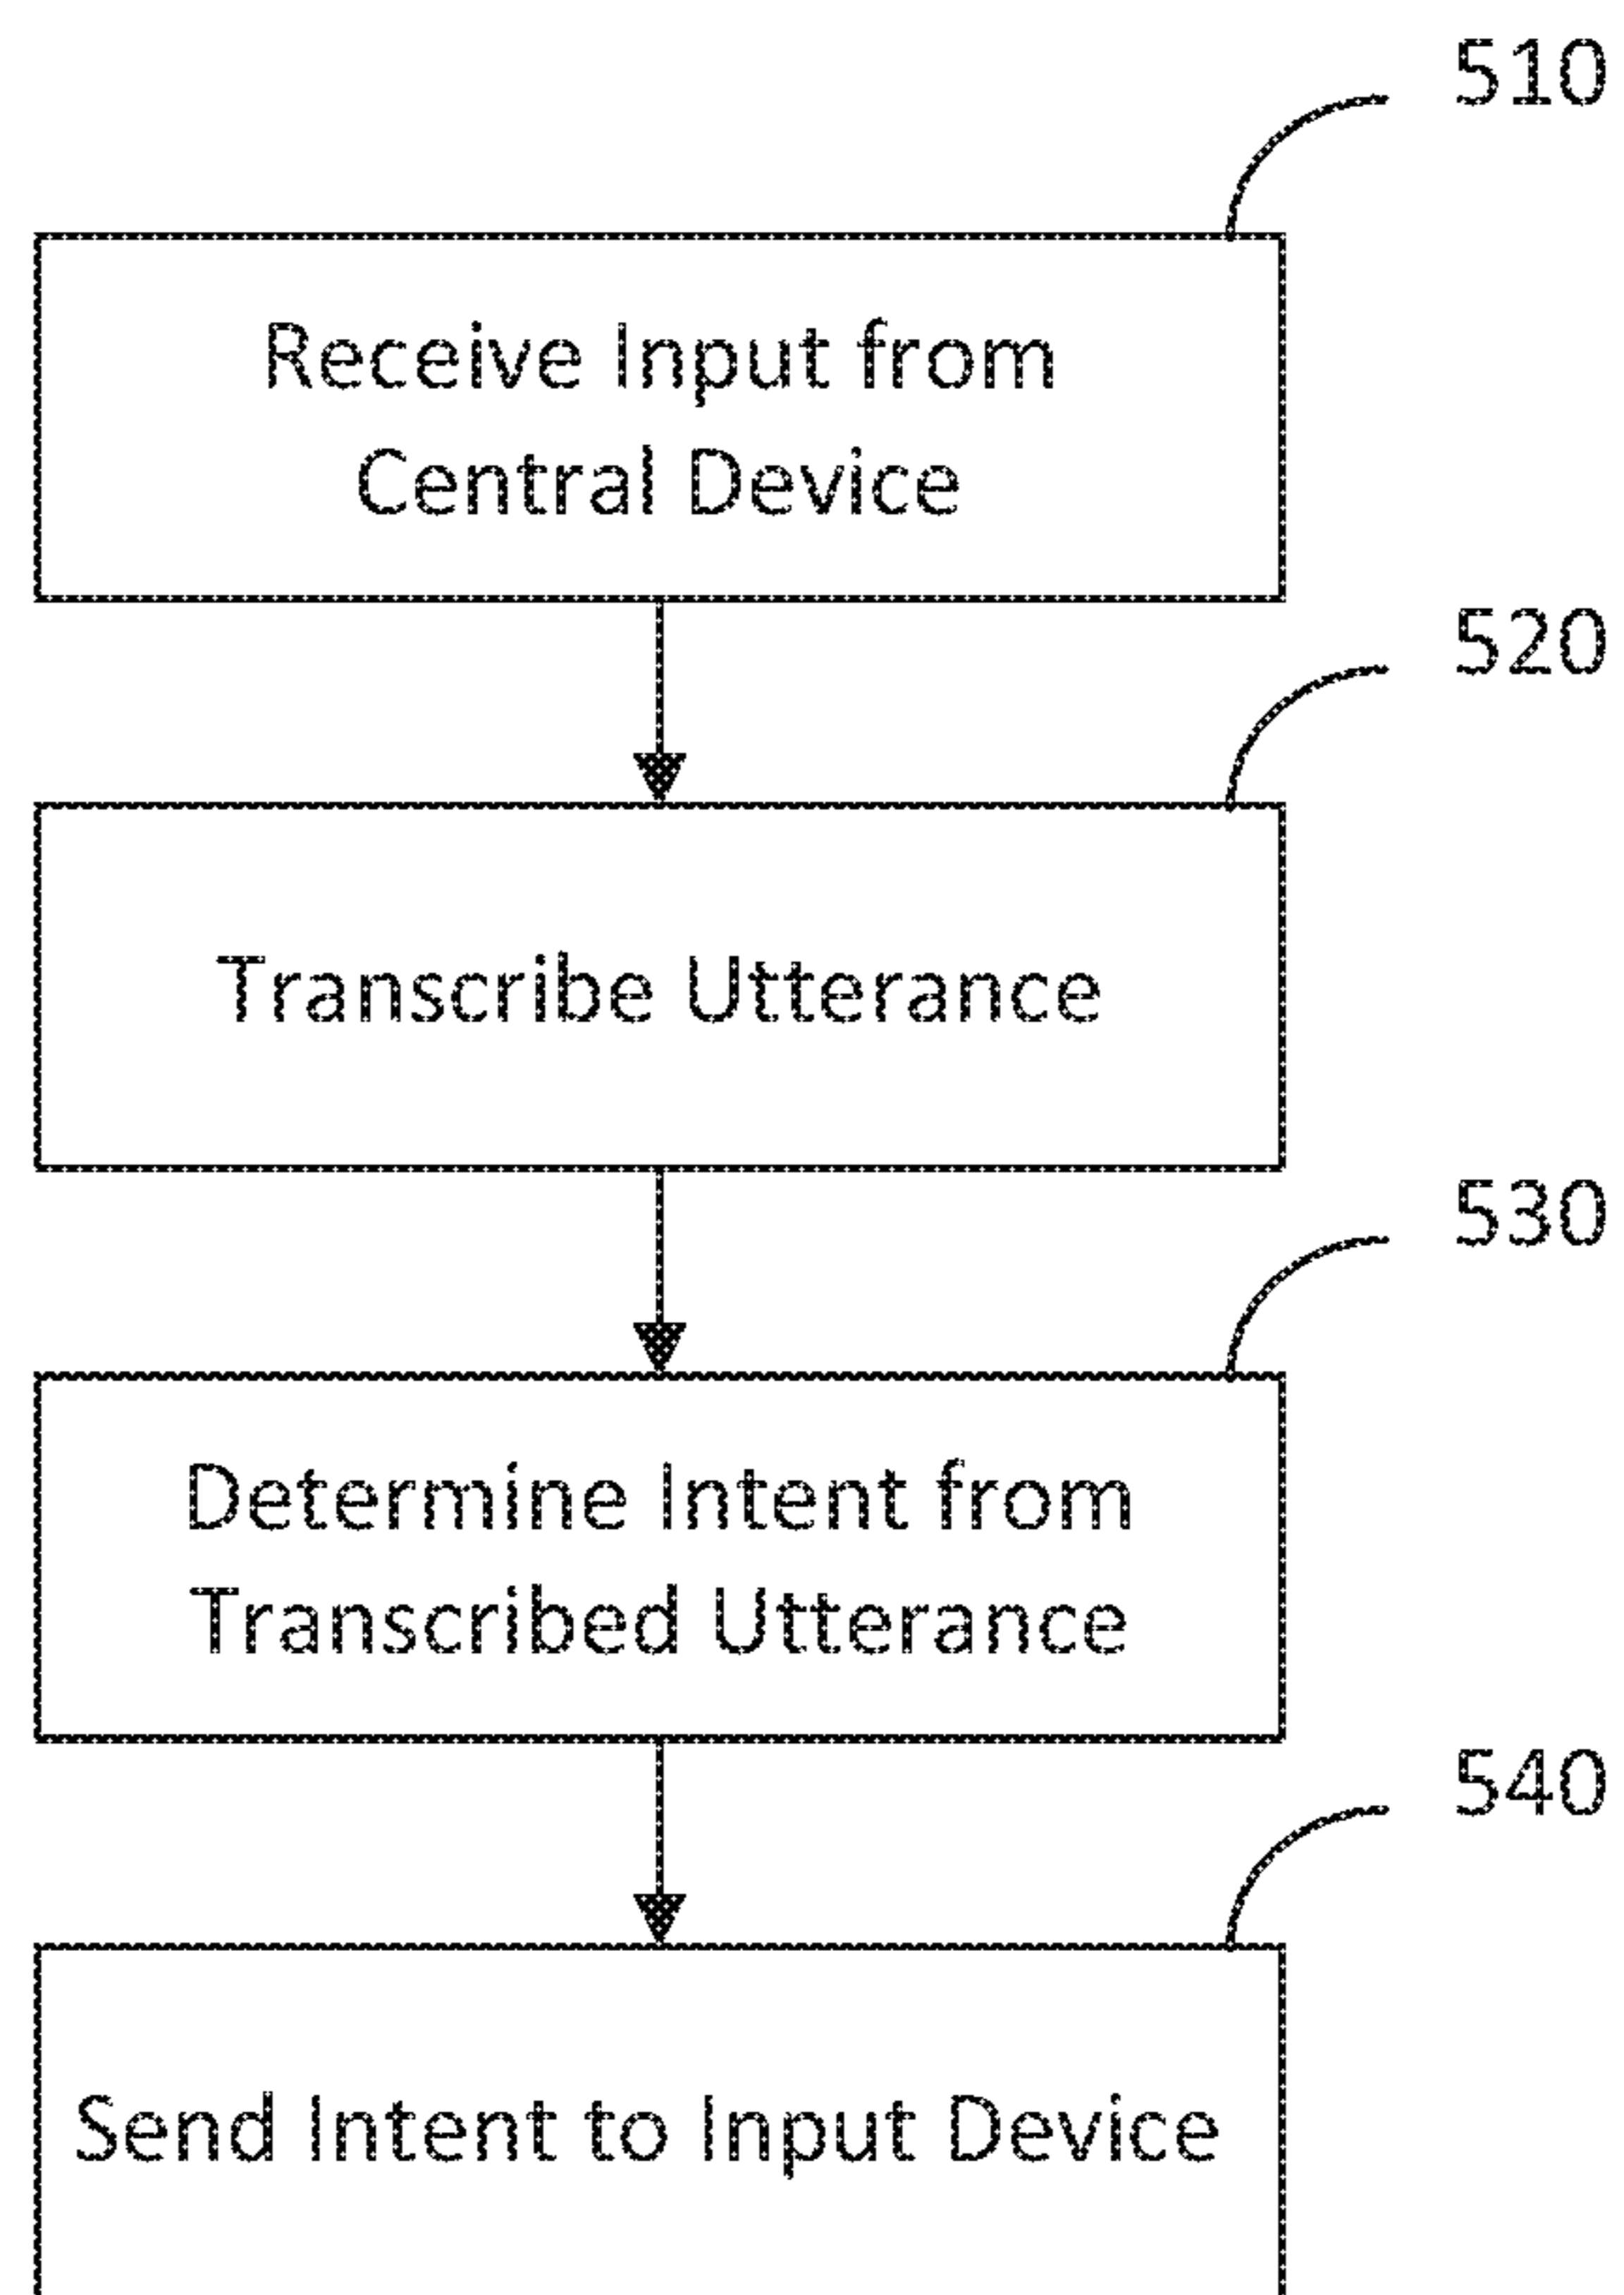 510
Receive Input from
Central Device
520
Transcribe Utterance
530
Determine Intent from
Transcribed Utterance
540
Send Intent to Input Device